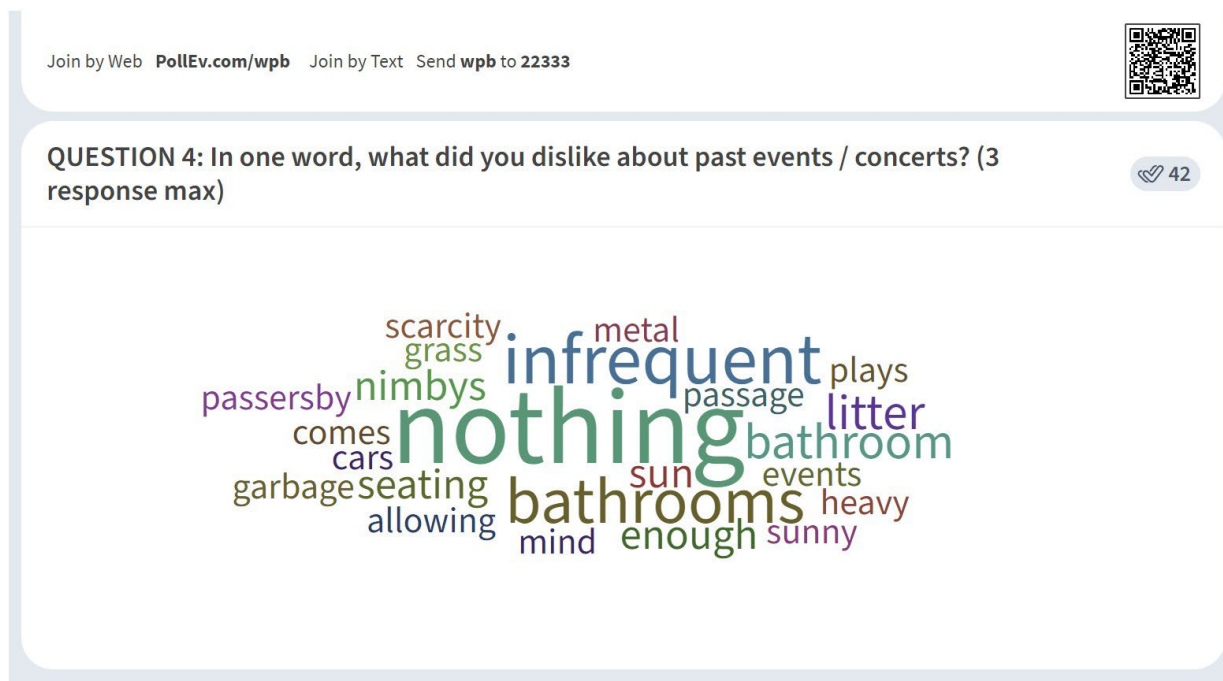 Join by Web PollEv.com/wpb Join by Text Send wpb to 22333
QUESTION 4: In one word, what did you dislike about past events / concerts? (3
response max)
42
scarcity
metal
grass
infrequent
plays
passersby
nimbys
passage
litter
comes
nothing
bathroom
cars
sun
events
garbage
seating
bathrooms
heavy
allowing
mind
enough
sunny